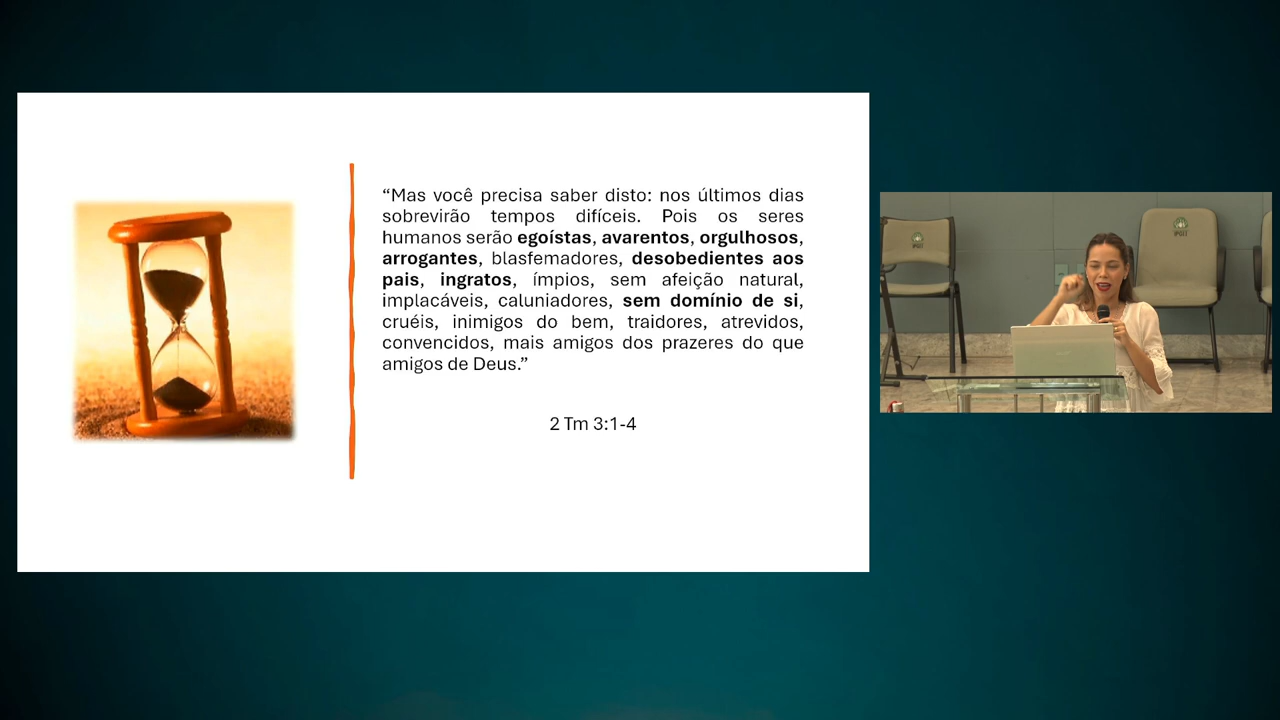 “Mas você precisa saber disto: nos últimos dias
sobrevirão tempos difíceis. Pois os seres
humanos serão egoístas, avarentos, orgulhosos,
arrogantes, blasfemadores, desobedientes aos
pais, ingratos, ímpios, sem afeição natural,
implacáveis, caluniadores, sem domínio de si,
cruéis, inimigos do bem, traidores, atrevidos,
convencidos, mais amigos dos prazeres do que
amigos de Deus.”
2 Tm 3:1-4